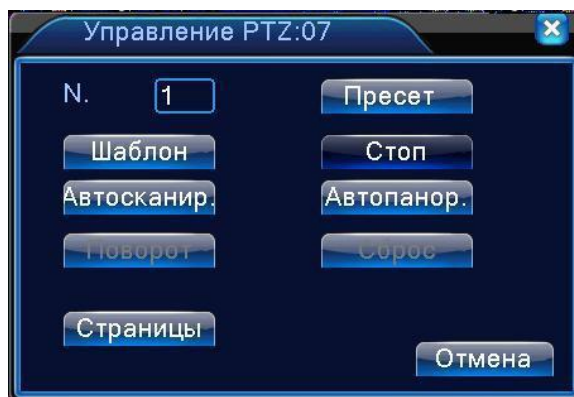 Управление PTZ:07
N. 1 Пресет
Шаблон Стоп
Автосканир. Автопанор.
Поворот Сброс
Страницы
Отмена